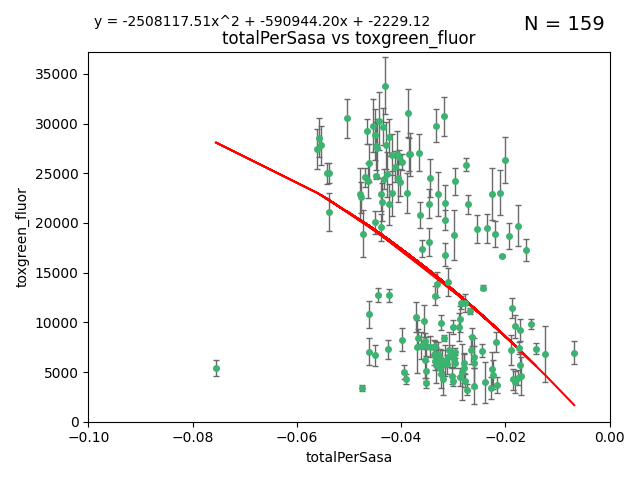 y = -2508117.51x^2 + -590944.20x + -2229.12
N = 159
totalPerSasa vs toxgreen_fluor
35000
30000
25000
20000
15000
10000
5000
0
toxgreen_fluor
−0.10 −0.08 −0.06 −0.04 −0.02 0.00
totalPerSasa